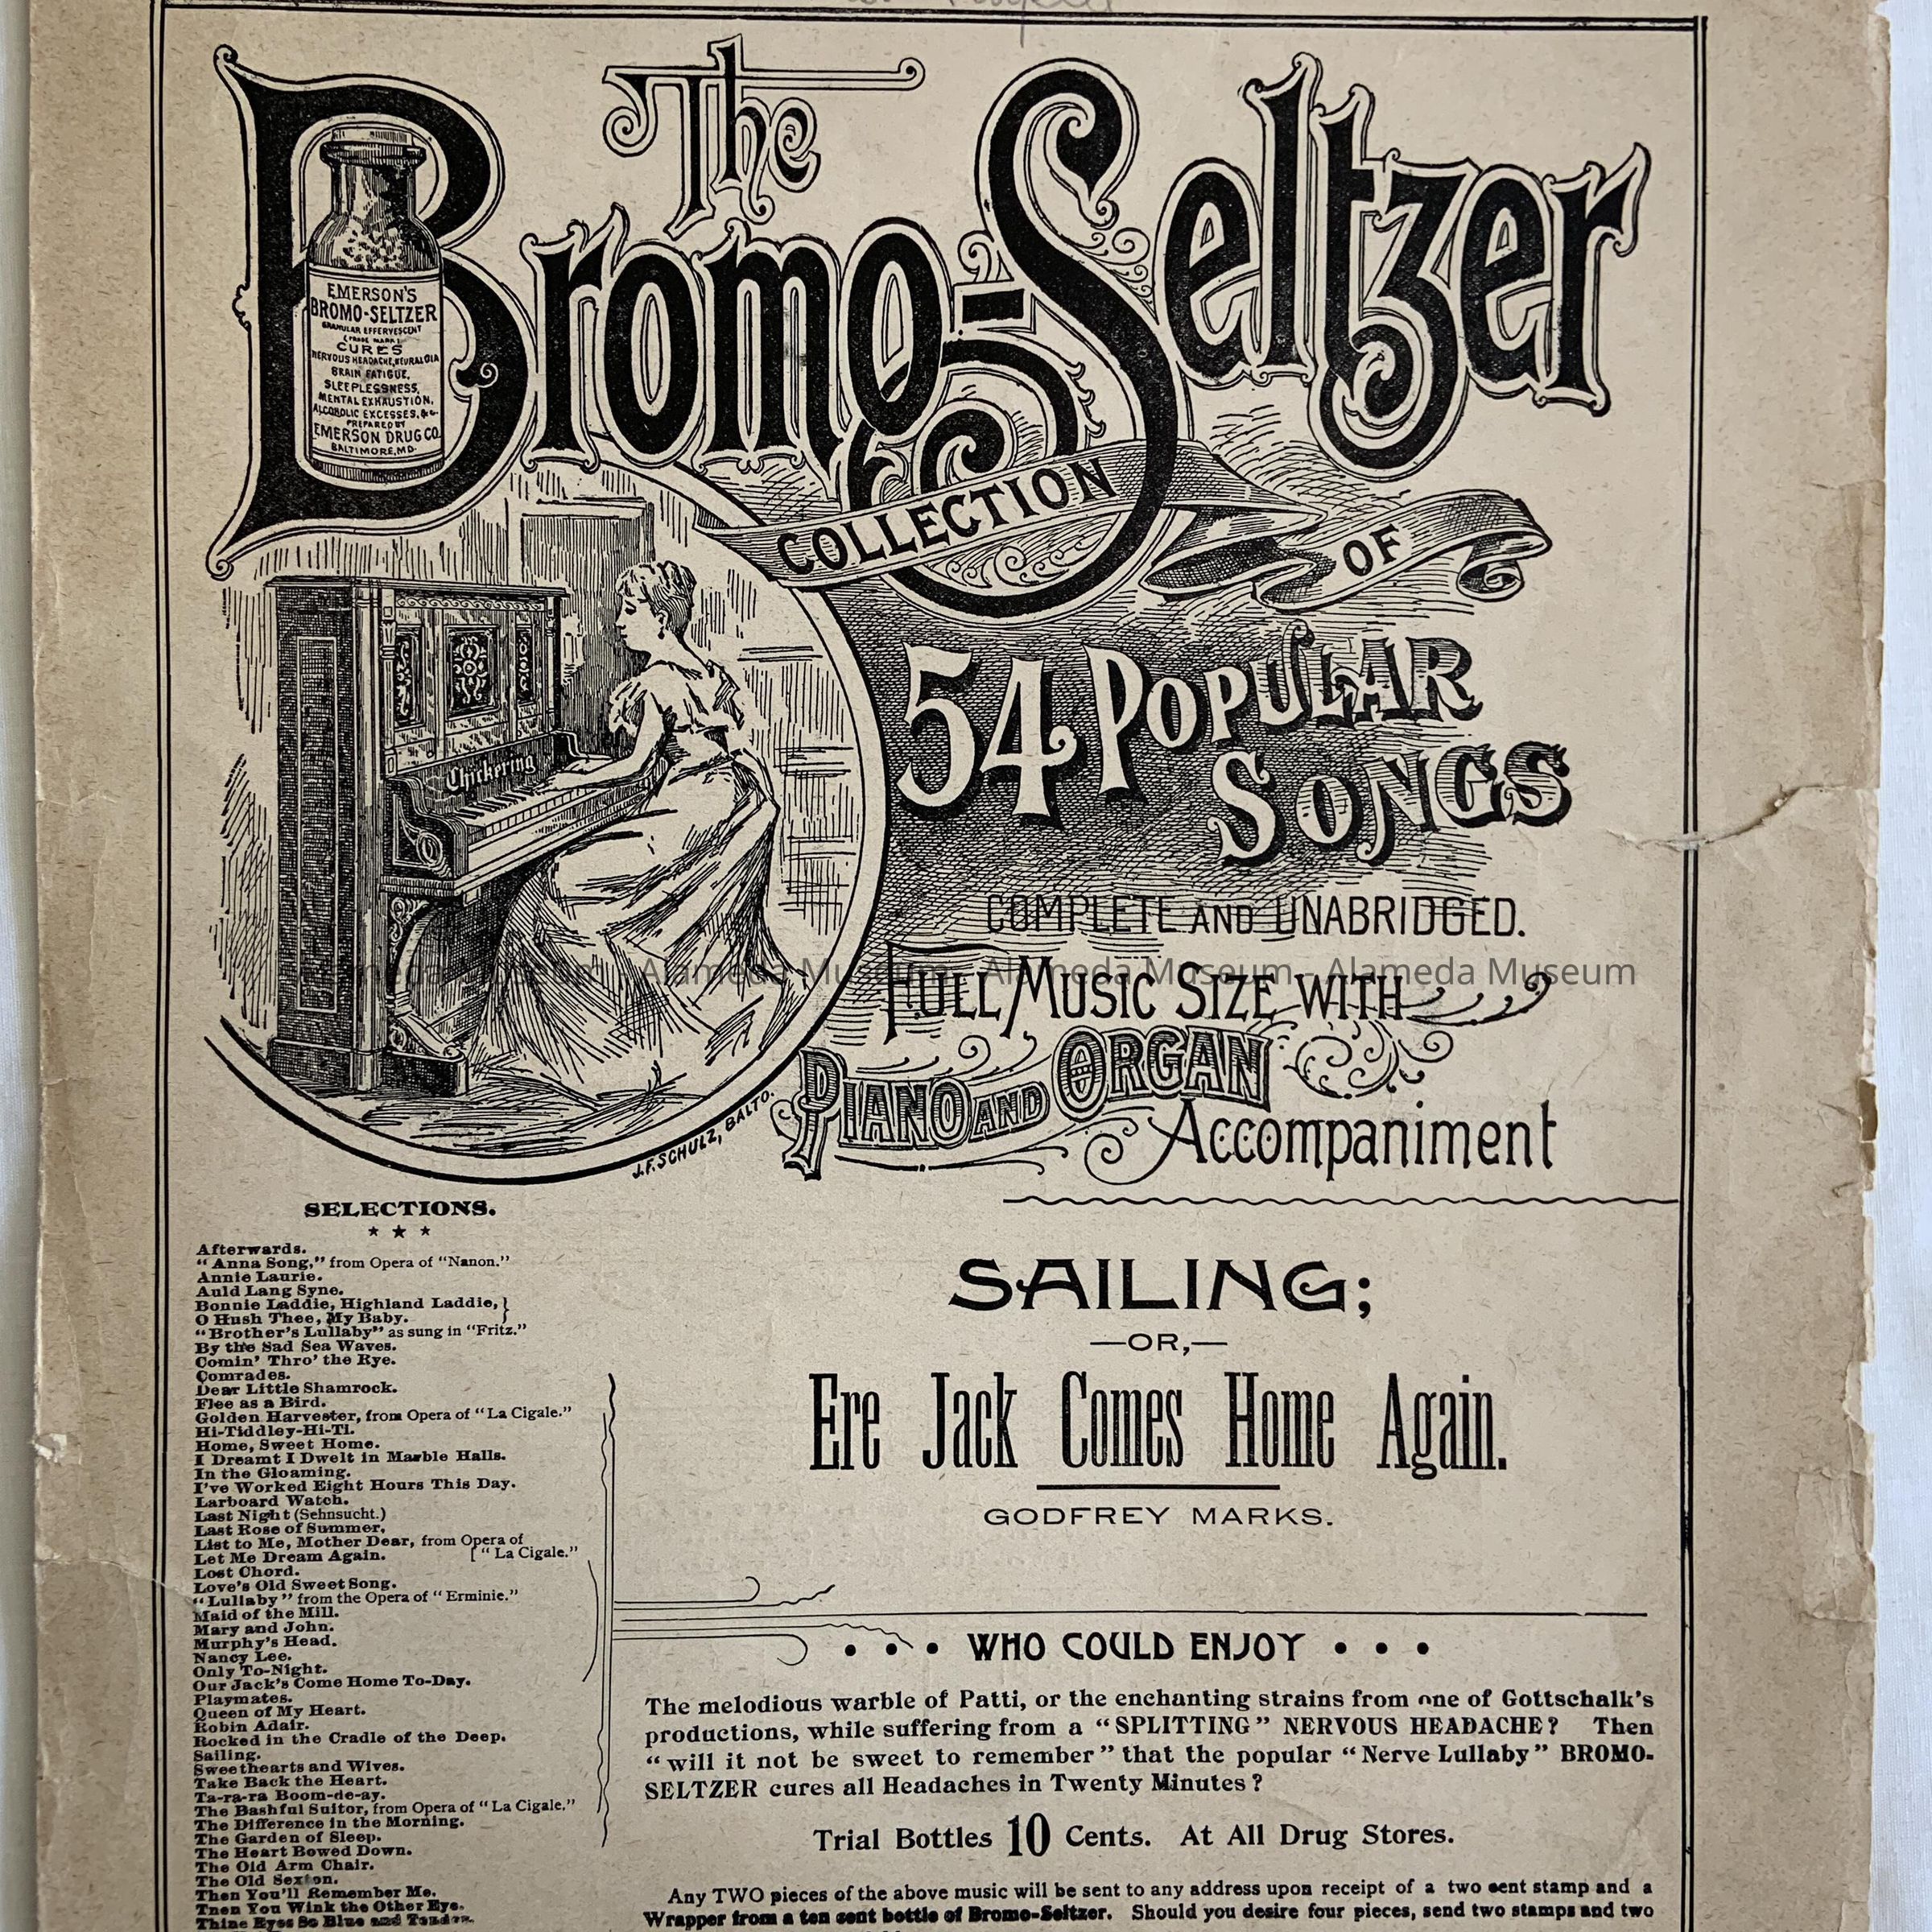 The
Bromo-Seltzer
EMERSON'S
BROMO-SELTZER
GRANULAR EFFERVESCENT
(TRADE MARK)
CURES
NERVOUS HEADACHE, NEURALGIA
BRAIN FATIGUE,
SLEEPLESSNESS,
MENTAL EXHAUSTION,
ALCOHOLIC EXCESSES, &c.
PREPARED BY
EMERSON DRUG CO.
BALTIMORE, MD.
COLLECTION OF
54 POPULAR
SONGS
Chickering
COMPLETE AND UNABRIDGED.
Alameda Museum - Alameda Museum - Alameda Museum - Alameda Museum
FULL MUSIC SIZE WITH
PIANO AND ORGAN
Accompaniment
J.F. SCHULZ, BALTO.
SELECTIONS.
Afterwards.
"Anna Song," from Opera of "Nanon."
Annie Laurie.
Auld Lang Syne.
Bonnie Laddie, Highland Laddie, }
O Hush Thee, My Baby.
"Brother's Lullaby" as sung in "Fritz."
By the Sad Sea Waves.
Comin' Thro' the Rye.
Comrades.
Dear Little Shamrock.
Flee as a Bird.
Golden Harvester, from Opera of "La Cigale."
Hi-Tiddley-Hi-Ti.
Home, Sweet Home.
I Dreamt I Dwelt in Marble Halls.
In the Gloaming.
I've Worked Eight Hours This Day.
Larboard Watch.
Last Night (Sehnsucht.)
Last Rose of Summer.
List to Me, Mother Dear, from Opera of
Let Me Dream Again. ["La Cigale."
Lost Chord.
Love's Old Sweet Song.
"Lullaby" from the Opera of "Erminie."
Maid of the Mill.
Mary and John.
Murphy's Head.
Nancy Lee.
Only To-Night.
Our Jack's Come Home To-Day.
Playmates.
Queen of My Heart.
Robin Adair.
Rocked in the Cradle of the Deep.
Sailing.
Sweethearts and Wives.
Take Back the Heart.
Ta-ra-ra Boom-de-ay.
The Bashful Suitor, from Opera of "La Cigale."
The Difference in the Morning.
The Garden of Sleep.
The Heart Bowed Down.
The Old Arm Chair.
The Old Sexton.
Then You'll Remember Me.
Then You Wink the Other Eye.
Thine Eyes So Blue and Tender.
SAILING;
—OR,—
Ere Jack Comes Home Again.
GODFREY MARKS.
• • • WHO COULD ENJOY • • •
The melodious warble of Patti, or the enchanting strains from one of Gottschalk's
productions, while suffering from a "SPLITTING" NERVOUS HEADACHE? Then
"will it not be sweet to remember" that the popular "Nerve Lullaby" BROMO-
SELTZER cures all Headaches in Twenty Minutes?
Trial Bottles 10 Cents. At All Drug Stores.
Any TWO pieces of the above music will be sent to any address upon receipt of a two cent stamp and a
Wrapper from a ten cent bottle of Bromo-Seltzer. Should you desire four pieces, send two stamps and two